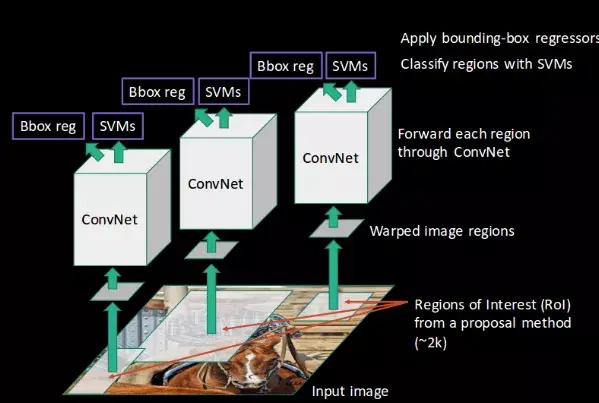 Apply bounding-box regressors
Bbox reg SVMs
Classify regions with SVMs
Bbox reg SVMs
Bbox reg SVMs
Forward each region
through ConvNet
ConvNet
ConvNet
ConvNet
Warped image regions
Regions of Interest (RoI)
from a proposal method
(~2k)
Input image